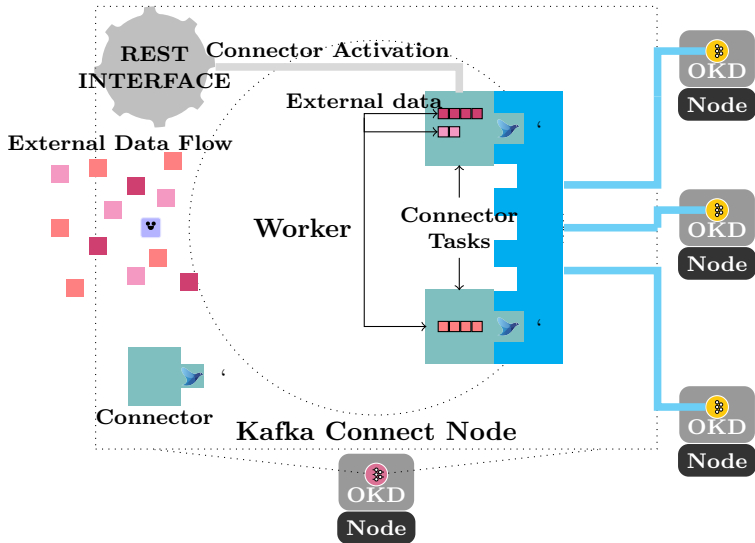 REST
INTERFACE
Connector Activation
OKD
Node
External data
External Data Flow
‘
Worker
Connector
Tasks
OKD
Node
‘
‘
Connector
Kafka Connect Node
OKD
Node
OKD
Node